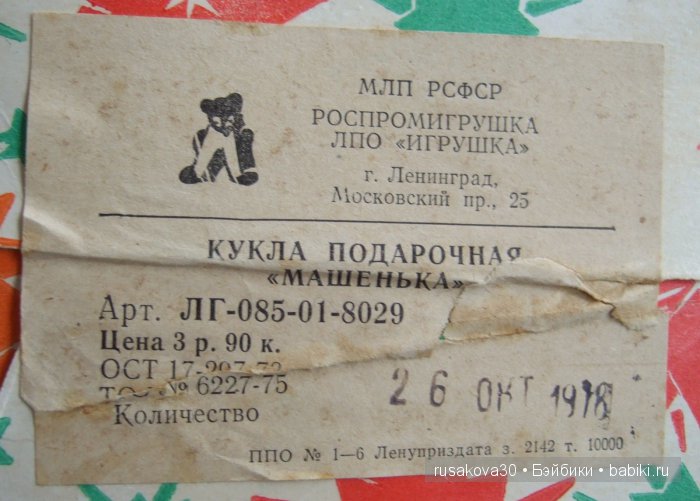 МЛП РСФСР
РОСПРОМИГРУШКА
ЛПО «ИГРУШКА»
г. Ленинград,
Московский пр., 25
КУКЛА ПОДАРОЧНАЯ
«МАШЕНЬКА»
Арт. ЛГ-085-01-8029
Цена 3 р. 90 к.
ОСТ
№ 6227-75
26 ОКТ 1978
Количество
ППО № 1—6 Ленуприздата з. 2142 т. 10000
rusakova30 • Бэйбики • babiki.ru